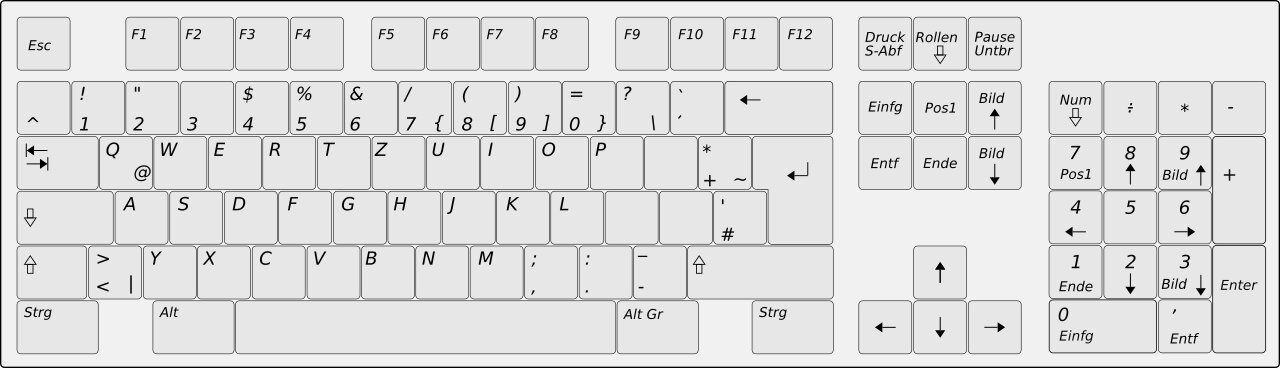 Esc F1 F2 F3 F4 F5 F6 F7 F8 F9 F10 F11 F12 Druck Rollen Pause
S-Abf ⇩ Untbr
! " $ % & / ( ) = ? ` ←
^ 1 2 3 4 5 6 7 { 8 [ 9 ] 0 } \ ´
Einfg Pos1 Bild ↑
Num ⇩ ÷ * -
Q @ W E R T Z U I O P * + ~ ↵
Entf Ende Bild ↓
7 Pos1 8 ↑ 9 Bild ↑ +
⇩ A S D F G H J K L ' #
4 ← 5 6 →
⇧ > < | Y X C V B N M ; , : . _ - ⇧
↑
1 Ende 2 ↓ 3 Bild ↓ Enter
Strg Alt Alt Gr Strg
← ↓ →
0 Einfg , Entf